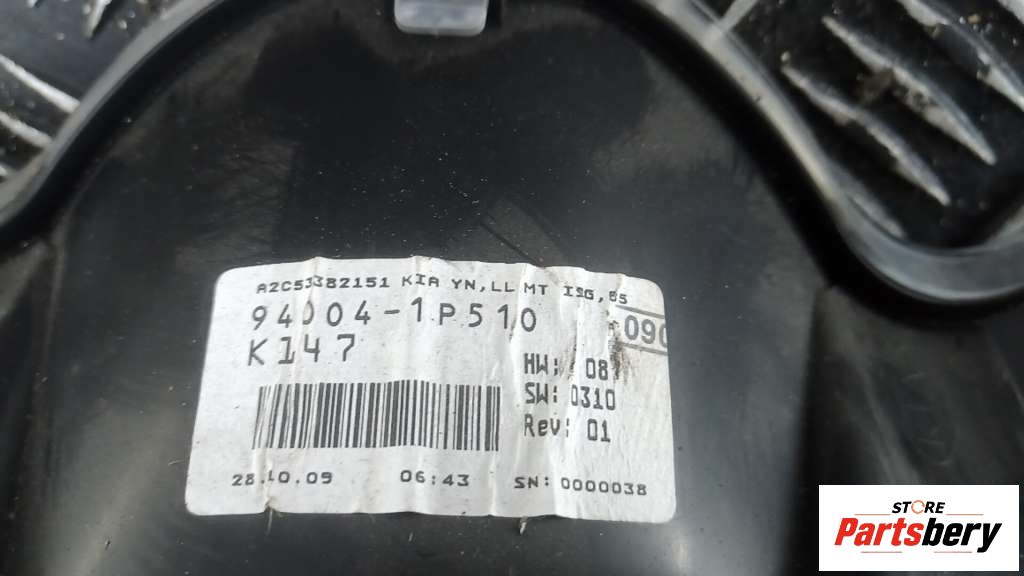 A2C53382151 KIA YN,LL MT ISG,BS
94004-1P510
090
K147
HW: 08
SW: 0310
Rev: 01
28.10.09 06:43 SN: 0000038
STORE
Partsbery